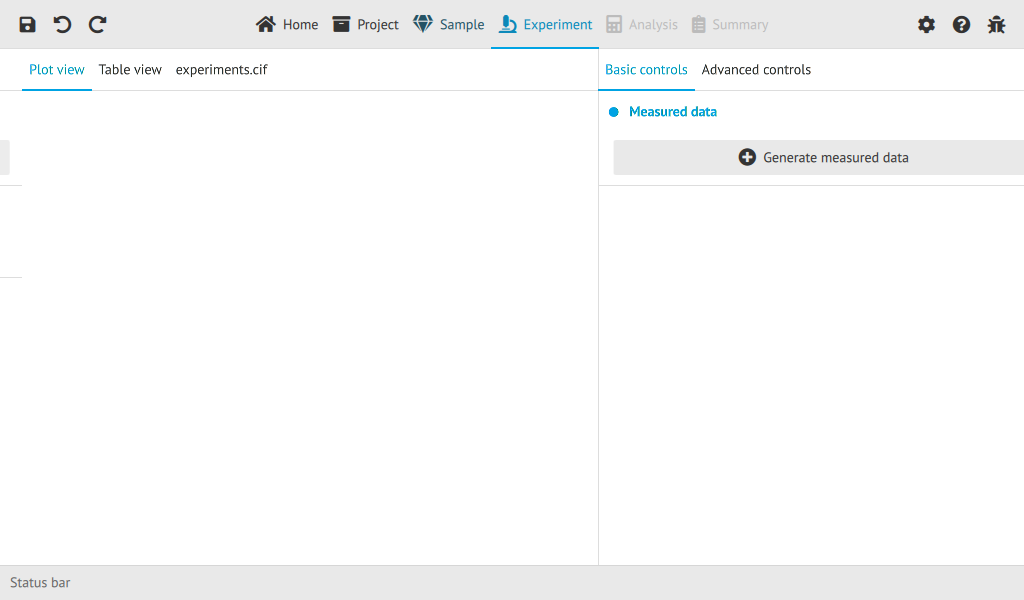 Home Project Sample Experiment Analysis Summary
Plot view Table view experiments.cif Basic controls Advanced controls
Measured data
Generate measured data
Status bar